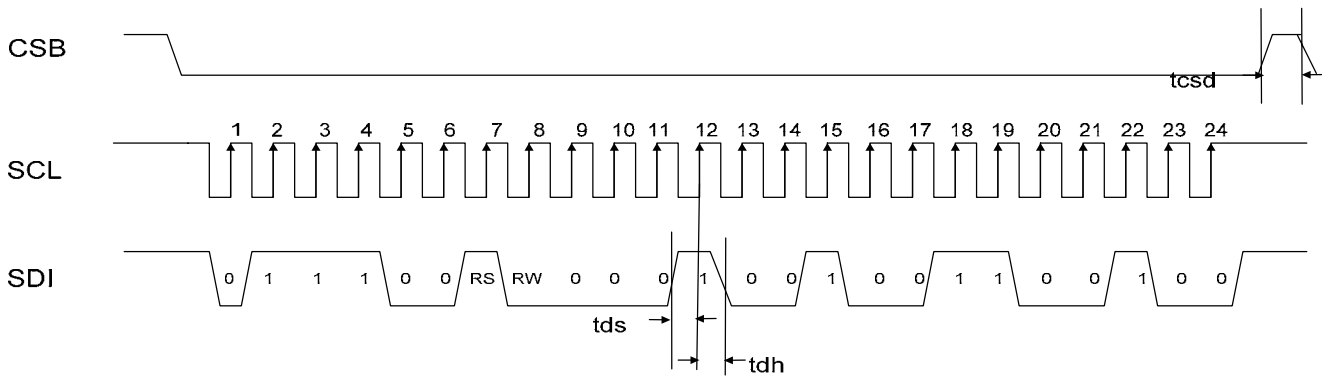 CSB
tcsd
1 2 3 4 5 6 7 8 9 10 11 12 13 14 15 16 17 18 19 20 21 22 23 24
SCL
SDI
0 1 1 1 0 0 RS RW 0 0 0 1 0 0 1 0 0 1 1 0 0 1 0 0
tds
tdh